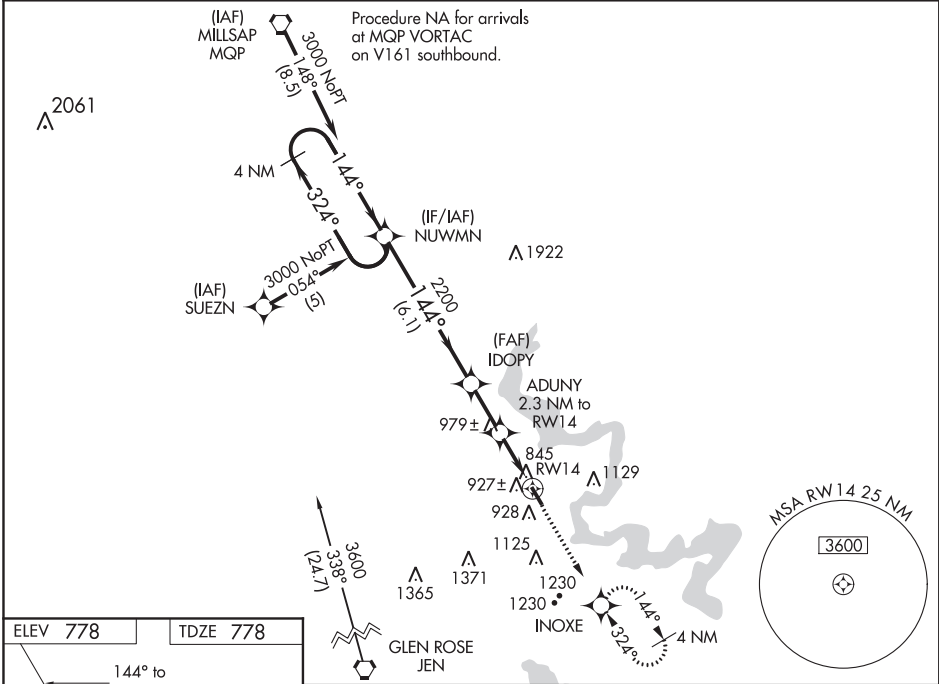 (IAF)
MILLSAP
MQP
Procedure NA for arrivals
at MQP VORTAC
on V161 southbound.
3000 NoPT
148°
(8.5)
2061
4 NM
144°
324°
(IF/IAF)
NUWMN
1922
3000 NoPT
054°
(5)
(IAF)
SUEZN
2200
144°
(6.1)
(FAF)
IDOPY
ADUNY
2.3 NM to
RW14
979±
845
RW14
927±
1129
928
MSA RW14 25 NM
3600
3600
338°
(24.7)
1125
1371
1365
1230
1230
INOXE
144°
324°
4 NM
GLEN ROSE
JEN
ELEV 778
TDZE 778
144° to